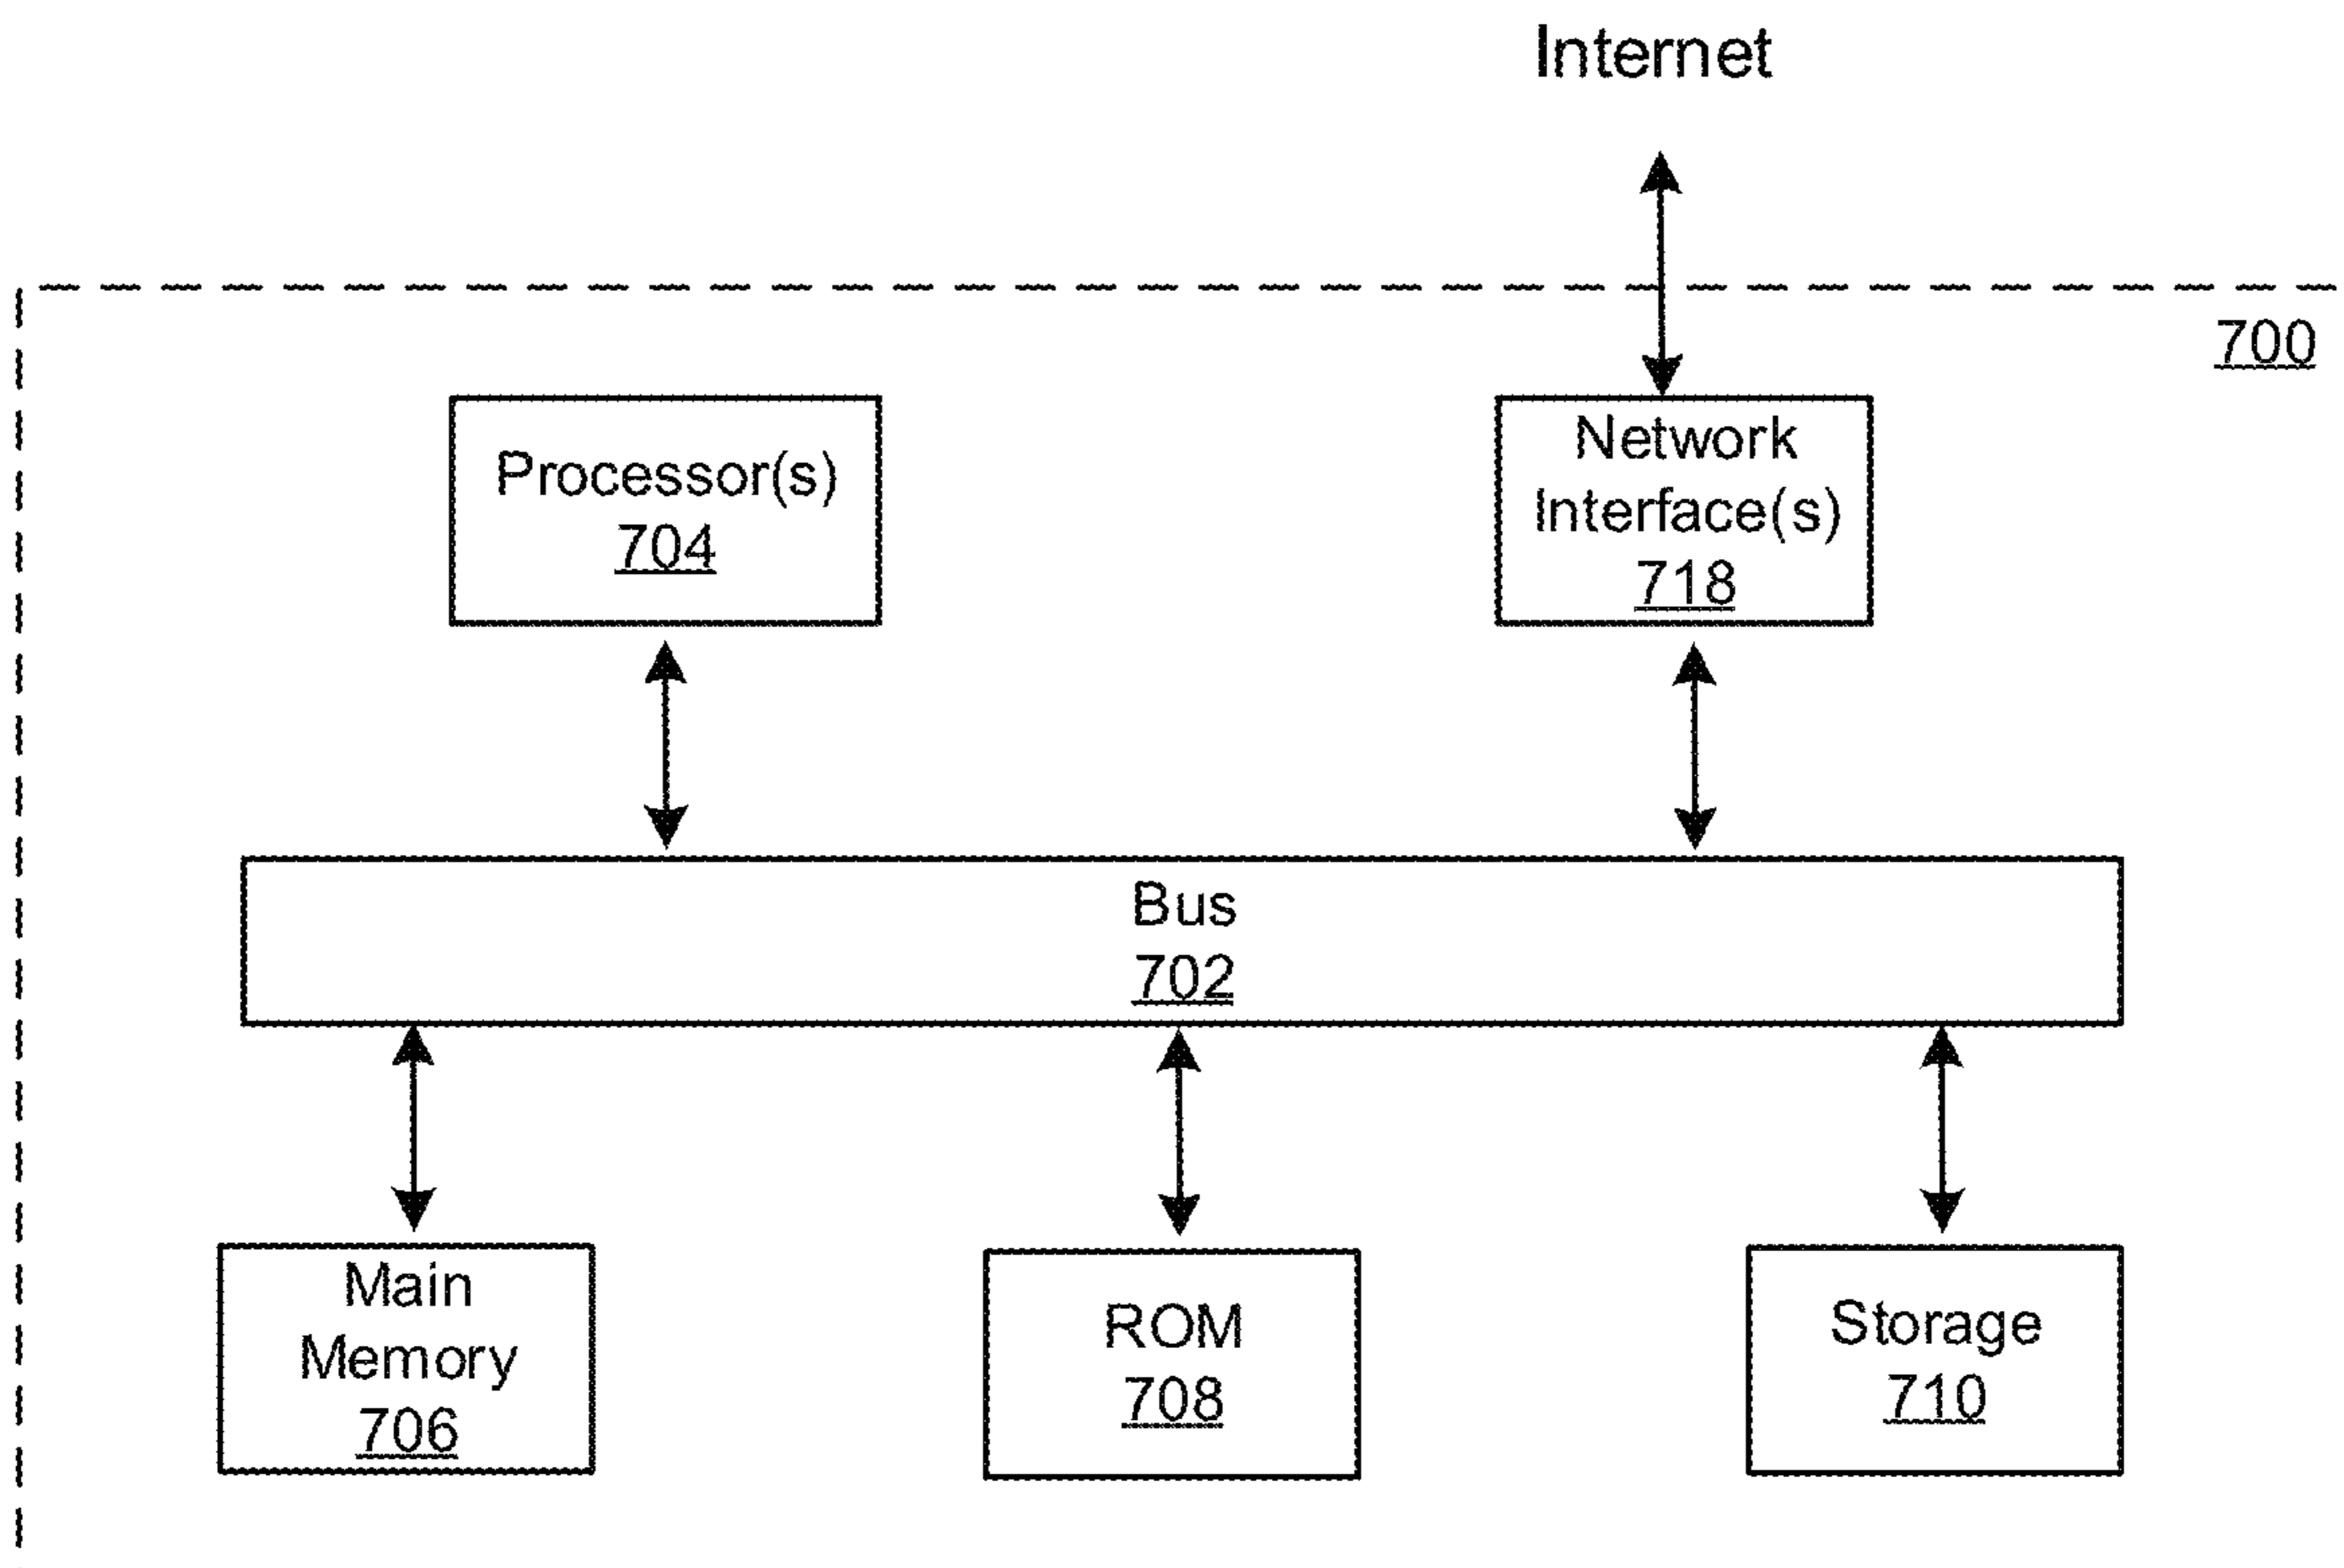 Internet
700
Processor(s)
704
Network
Interface(s)
718
Bus
702
Main
Memory
706
ROM
708
Storage
710